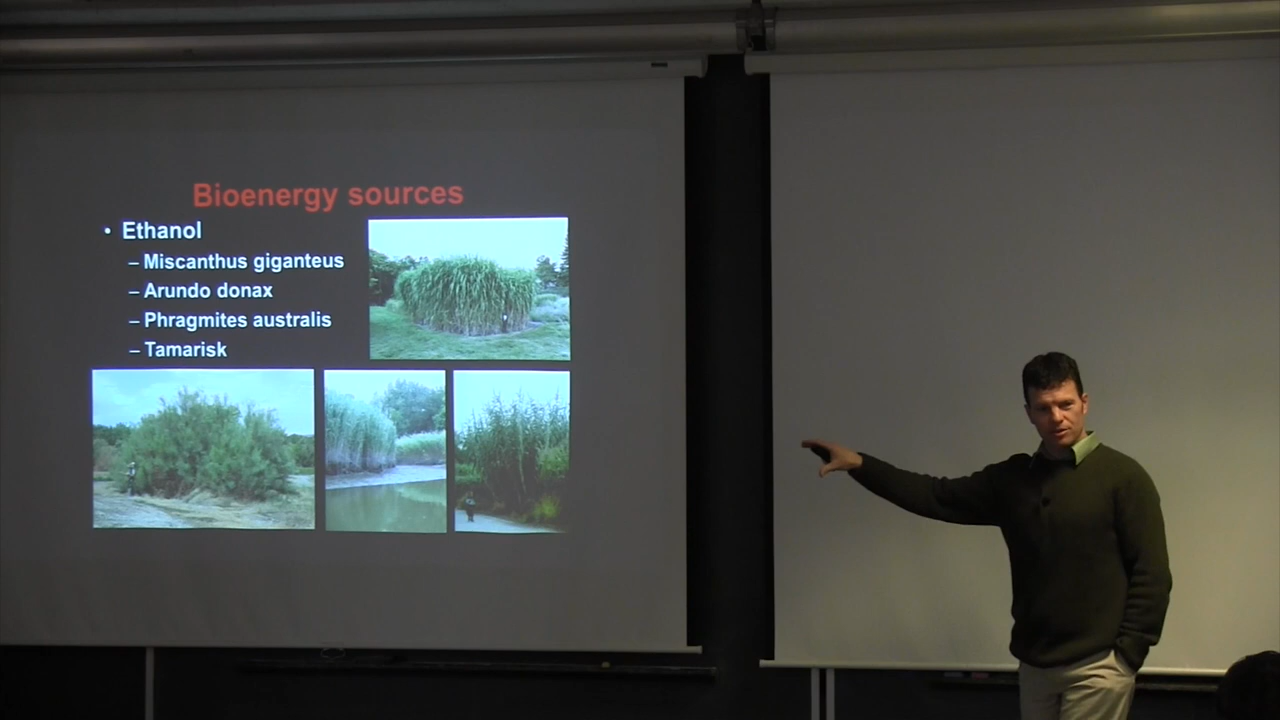 Bioenergy sources
• Ethanol
– Miscanthus giganteus
– Arundo donax
– Phragmites australis
– Tamarisk